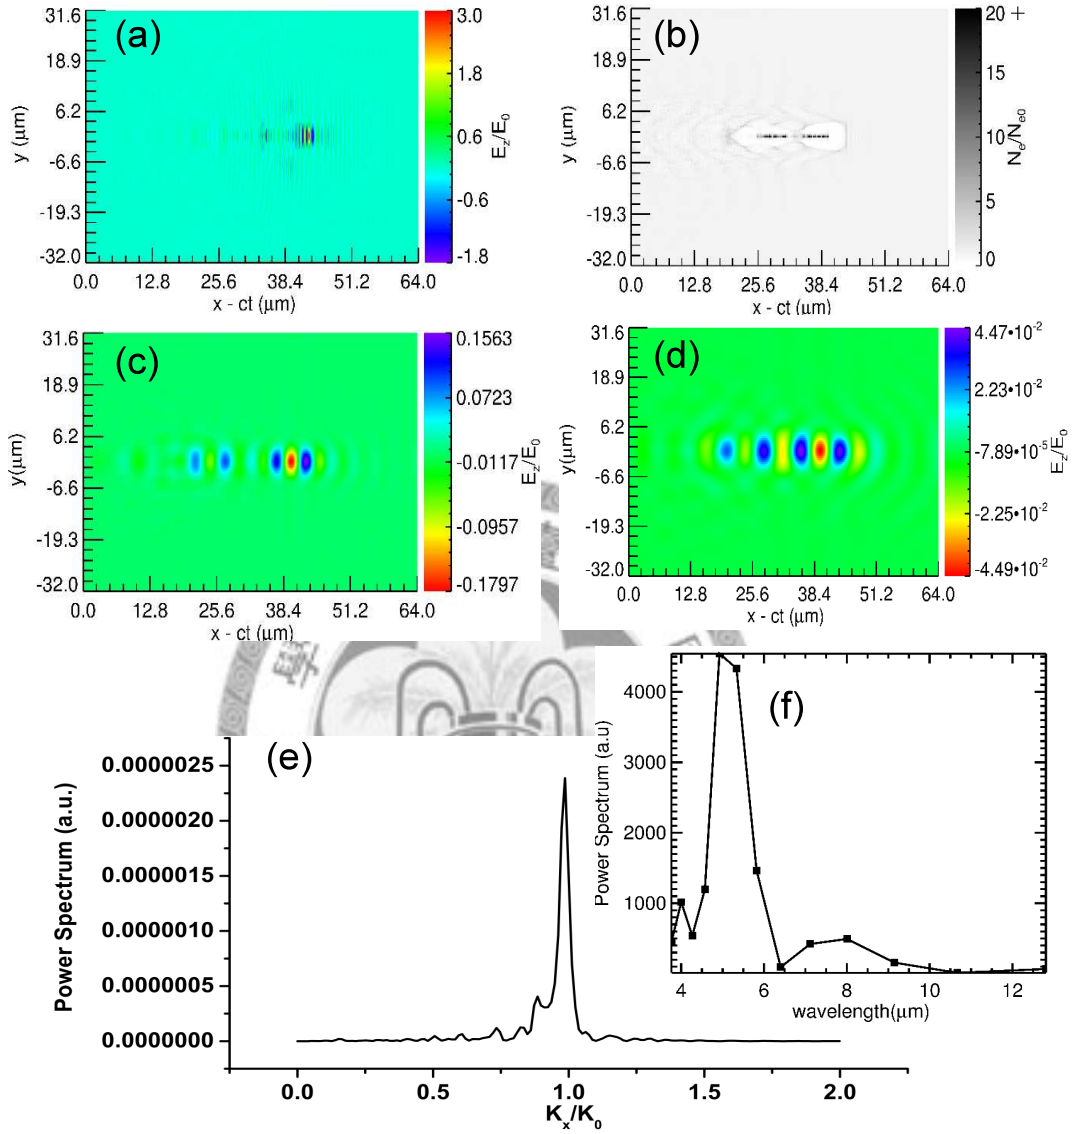 (a)
31.6
18.9
6.2
-6.6
-19.3
-32.0
y (μm)
0.0 12.8 25.6 38.4 51.2 64.0
x - ct (μm)
3.0
1.8
0.6
-0.6
-1.8
E_z/E_0
(b)
31.6
18.9
6.2
-6.6
-19.3
-32.0
y (μm)
0.0 12.8 25.6 38.4 51.2 64.0
x - ct (μm)
20 +
15
10
5
0
N_e/N_e0
(c)
31.6
18.9
6.2
-6.6
-19.3
-32.0
y(μm)
0.0 12.8 25.6 38.4 51.2 64.0
x - ct (μm)
0.1563
0.0723
-0.0117
-0.0957
-0.1797
E_z/E_0
(d)
31.6
18.9
6.2
-6.6
-19.3
-32.0
y(μm)
0.0 12.8 25.6 38.4 51.2 64.0
x - ct (μm)
4.47•10⁻²
2.23•10⁻²
-7.89•10⁻⁵
-2.25•10⁻²
-4.49•10⁻²
E_z/E_0
(e)
0.0000025
0.0000020
0.0000015
0.0000010
0.0000005
0.0000000
Power Spectrum (a.u.)
0.0 0.5 1.0 1.5 2.0
K_x/K_0
(f)
4000
3000
2000
1000
Power Spectrum (a.u)
4 6 8 10 12
wavelength(μm)